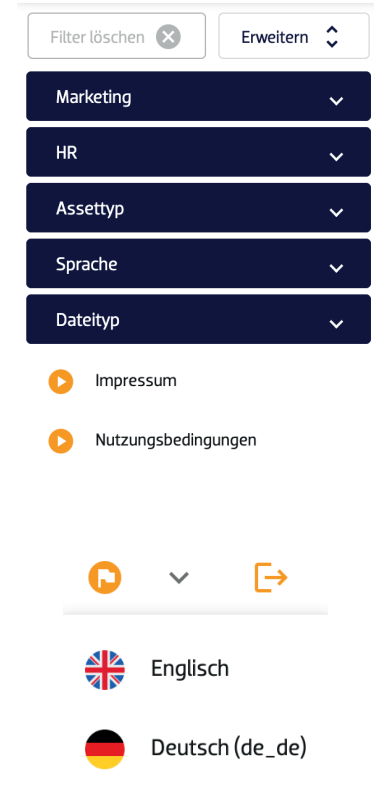 Filter löschen
Erweitern
Marketing
HR
Assettyp
Sprache
Dateityp
Impressum
Nutzungsbedingungen
Englisch
Deutsch (de_de)